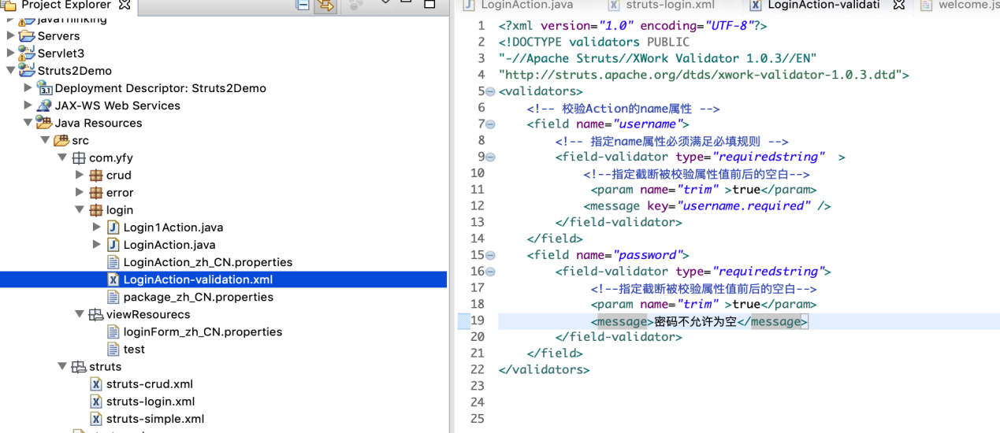 Project Explorer
javaThinking
Servers
Servlet3
Struts2Demo
Deployment Descriptor: Struts2Demo
3.1
JAX-WS Web Services
Java Resources
src
com.yfy
crud
error
login
Login1Action.java
LoginAction.java
LoginAction_zh_CN.properties
LoginAction-validation.xml
package_zh_CN.properties
viewResourecs
loginForm_zh_CN.properties
test
struts
struts-crud.xml
struts-login.xml
struts-simple.xml
LoginAction.java
struts-login.xml
LoginAction-validati
welcome.js
1 <?xml version="1.0" encoding="UTF-8"?>
2 <!DOCTYPE validators PUBLIC
3 "-//Apache Struts//XWork Validator 1.0.3//EN"
4 "http://struts.apache.org/dtds/xwork-validator-1.0.3.dtd">
5 <validators>
6 <!-- 校验Action的name属性 -->
7 <field name="username">
8 <!-- 指定name属性必须满足必填规则 -->
9 <field-validator type="requiredstring"  >
10 <!--指定截断被校验属性值前后的空白-->
11 <param name="trim" >true</param>
12 <message key="username.required" />
13 </field-validator>
14 </field>
15 <field name="password">
16 <field-validator type="requiredstring">
17 <!--指定截断被校验属性值前后的空白-->
18 <param name="trim" >true</param>
19 <message>密码不允许为空</message>
20 </field-validator>
21 </field>
22 </validators>
23
24
25